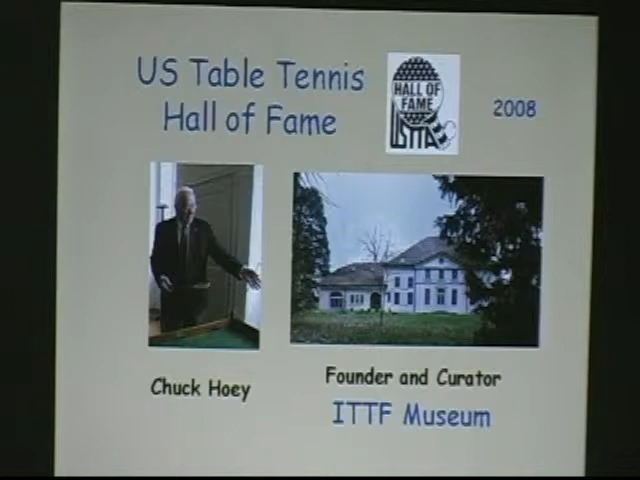 US Table Tennis
Hall of Fame
HALL OF
FAME
USTTA
2008
Chuck Hoey
Founder and Curator
ITTF Museum